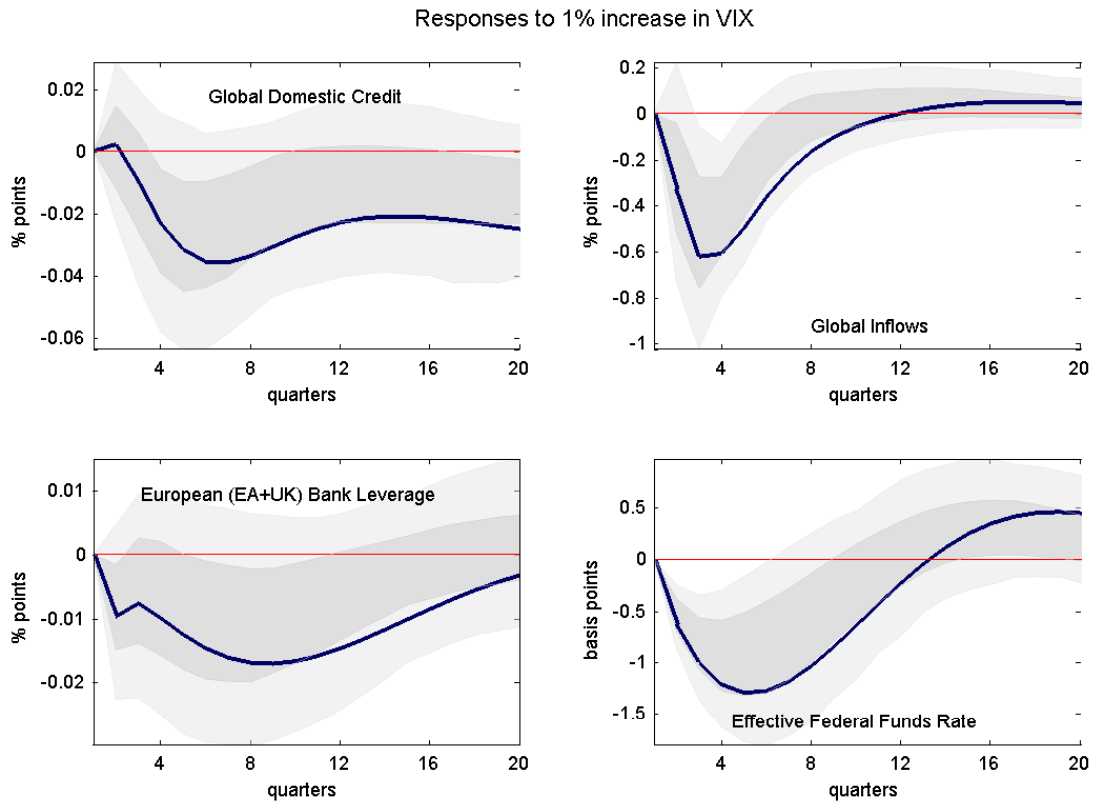 Responses to 1% increase in VIX
Global Domestic Credit
% points
0.02
0
-0.02
-0.04
-0.06
4 8 12 16 20
quarters
Global Inflows
% points
0.2
0
-0.2
-0.4
-0.6
-0.8
-1
4 8 12 16 20
quarters
European (EA+UK) Bank Leverage
% points
0.01
0
-0.01
-0.02
4 8 12 16 20
quarters
Effective Federal Funds Rate
basis points
0.5
0
-0.5
-1
-1.5
4 8 12 16 20
quarters